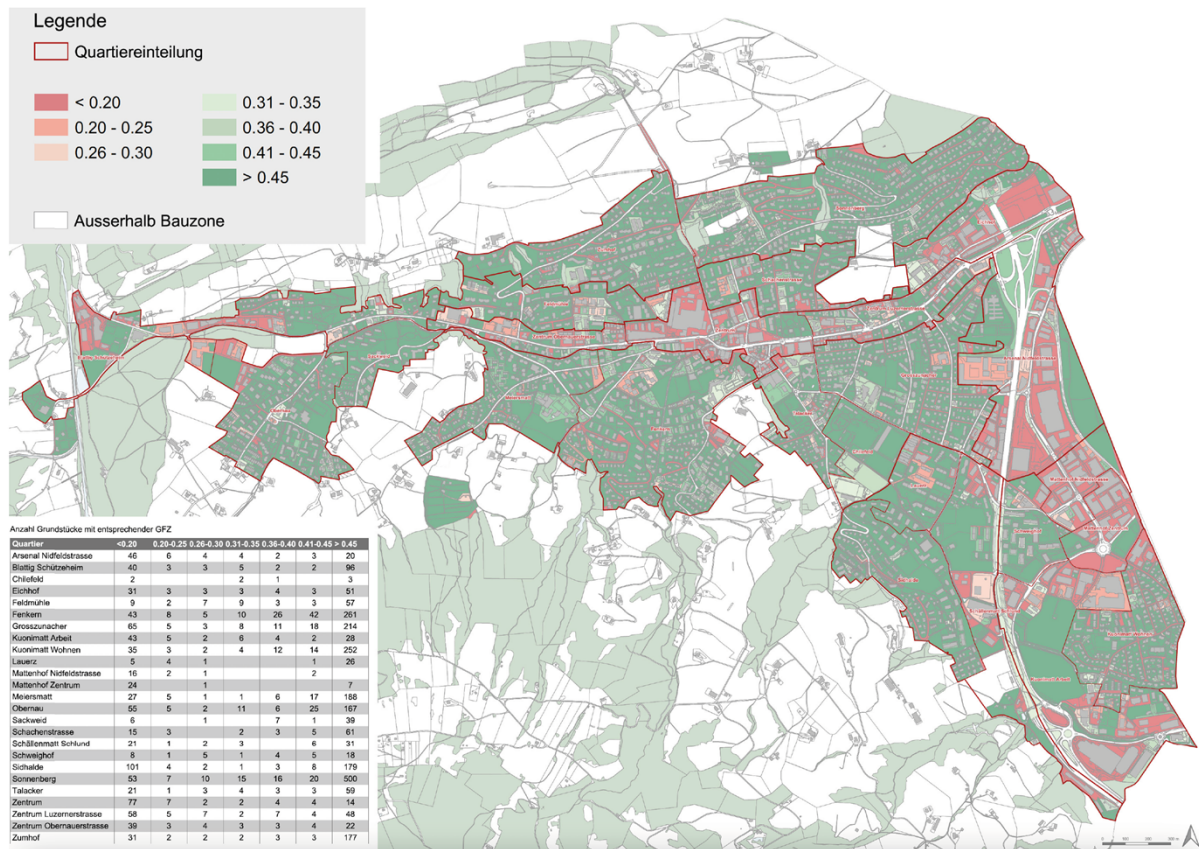 Legende
Quartiereinteilung
< 0.20 0.31 - 0.35
0.20 - 0.25 0.36 - 0.40
0.26 - 0.30 0.41 - 0.45
> 0.45
Ausserhalb Bauzone
Zentrum Obernauerstrasse
Schachenstrasse
Arsenal Nidfeldstrasse
Mattenhof Nidfeldstrasse
Mattenhof Zentrum
Meiersmatt
Obernau
Anzahl Grundstücke mit entsprechender GFZ
Quartier <0.20 0.20-0.25 0.26-0.30 0.31-0.35 0.36-0.40 0.41-0.45 > 0.45
Arsenal Nidfeldstrasse 46 6 4 4 2 3 20
Blattig Schützeheim 40 3 3 5 2 2 96
Chilefeld 2 2 1 3
Eichhof 31 3 3 3 4 3 51
Feldmühle 9 2 7 9 3 3 57
Fenkern 43 8 5 10 26 42 261
Grosszunacher 65 5 3 8 11 18 214
Kuonimatt Arbeit 43 5 2 6 4 2 28
Kuonimatt Wohnen 35 3 2 4 12 14 252
Lauerz 5 4 1 1 26
Mattenhof Nidfeldstrasse 16 2 1 2
Mattenhof Zentrum 24 1 7
Meiersmatt 27 5 1 1 6 17 188
Obernau 55 5 2 11 6 25 167
Sackweid 6 1 7 1 39
Schachenstrasse 15 3 2 3 5 61
Schällenmatt Schlund 21 1 2 3 6 31
Schweighof 8 1 5 1 4 5 18
Sidhalde 101 4 2 1 3 8 179
Sonnenberg 53 7 10 15 16 20 500
Talacker 21 1 3 4 3 3 59
Zentrum 77 7 2 2 4 4 14
Zentrum Luzernerstrasse 58 5 7 2 7 4 48
Zentrum Obernauerstrasse 39 3 4 3 3 4 22
Zumhof 31 2 2 2 3 3 177